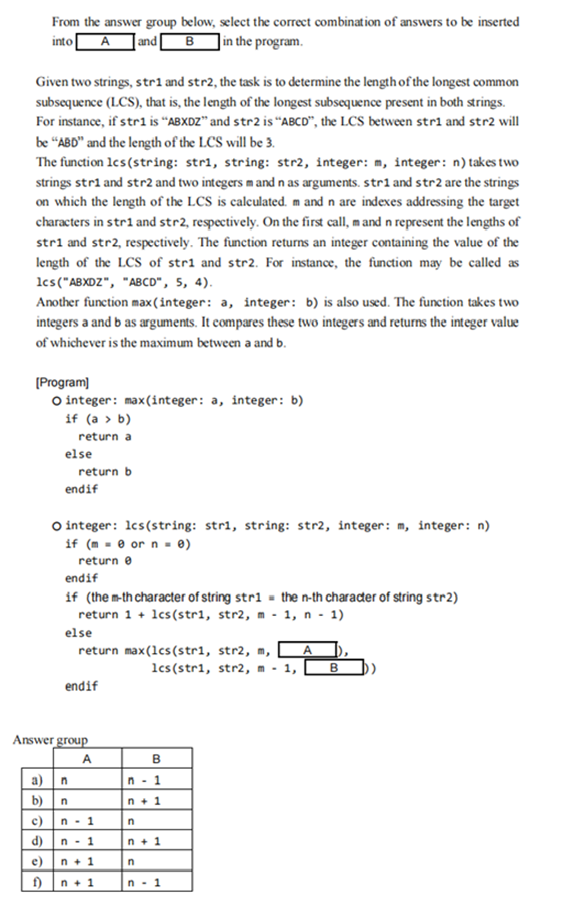 From the answer group below, select the correct combination of answers to be inserted
into A and B in the program.
Given two strings, str1 and str2, the task is to determine the length of the longest common
subsequence (LCS), that is, the length of the longest subsequence present in both strings.
For instance, if str1 is "ABXDZ" and str2 is "ABCD", the LCS between str1 and str2 will
be "ABD" and the length of the LCS will be 3.
The function lcs(string: str1, string: str2, integer: m, integer: n) takes two
strings str1 and str2 and two integers m and n as arguments. str1 and str2 are the strings
on which the length of the LCS is calculated. m and n are indexes addressing the target
characters in str1 and str2, respectively. On the first call, m and n represent the lengths of
str1 and str2, respectively. The function returns an integer containing the value of the
length of the LCS of str1 and str2. For instance, the function may be called as
lcs("ABXDZ", "ABCD", 5, 4).
Another function max(integer: a, integer: b) is also used. The function takes two
integers a and b as arguments. It compares these two integers and returns the integer value
of whichever is the maximum between a and b.
[Program]
○ integer: max(integer: a, integer: b)
if (a > b)
return a
else
return b
endif
○ integer: lcs(string: str1, string: str2, integer: m, integer: n)
if (m = 0 or n = 0)
return 0
endif
if (the m-th character of string str1 = the n-th character of string str2)
return 1 + lcs(str1, str2, m - 1, n - 1)
else
return max(lcs(str1, str2, m, A ),
lcs(str1, str2, m - 1, B ))
endif
Answer group
A B
a) n n - 1
b) n n + 1
c) n - 1 n
d) n - 1 n + 1
e) n + 1 n
f) n + 1 n - 1